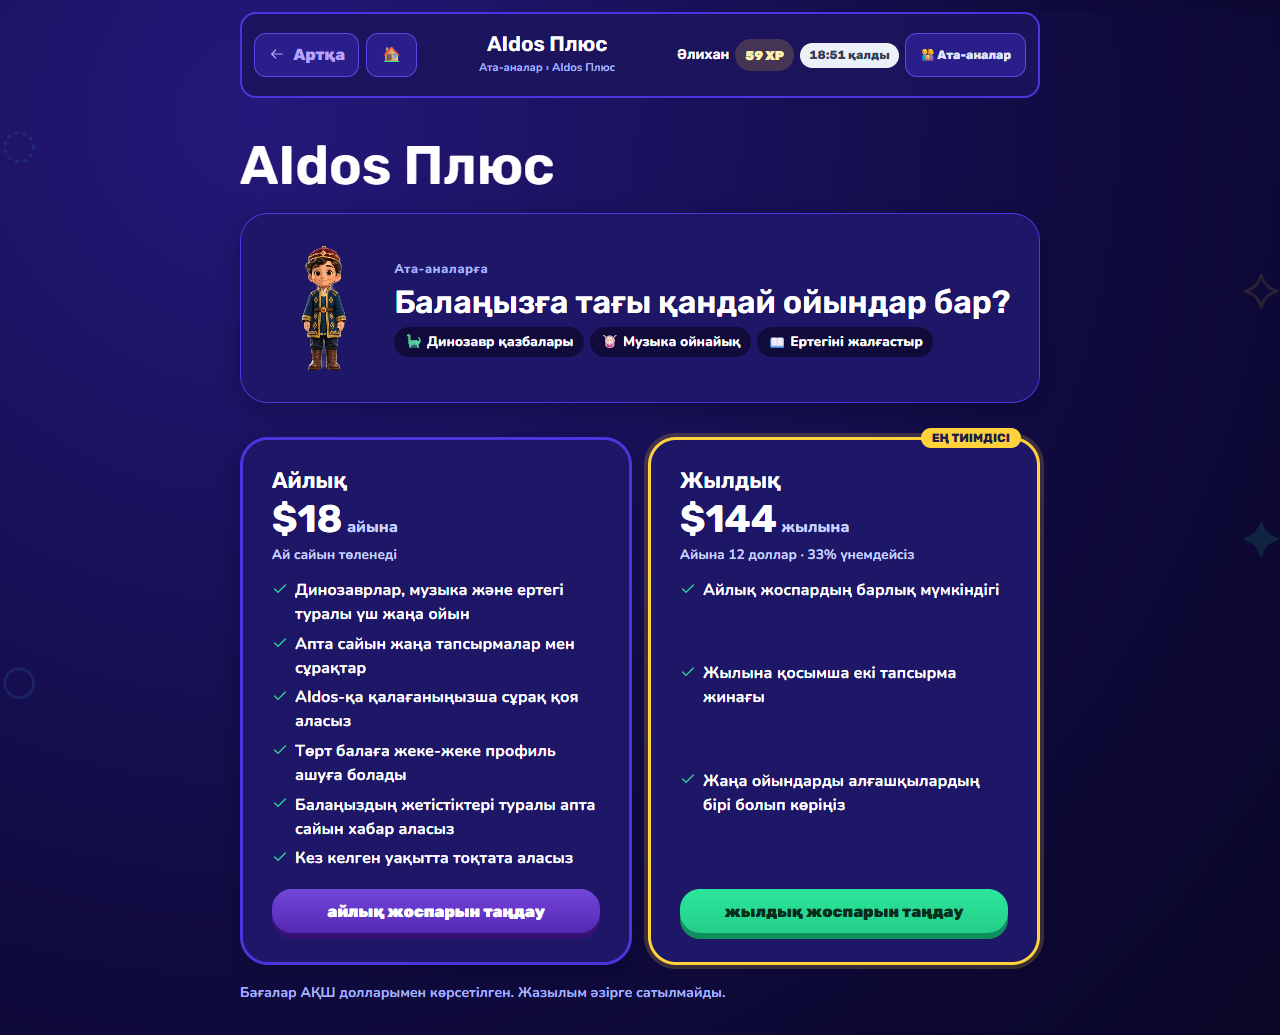 ← Артқа
Aldos Плюс
Ата-аналар › Aldos Плюс
Әлихан
59 XP
18:51 қалды
Ата-аналар
Aldos Плюс
Ата-аналарға
Балаңызға тағы қандай ойындар бар?
Динозавр қазбалары
Музыка ойнайық
Ертегіні жалғастыр
Айлық
$18 айына
Ай сайын төленеді
Динозаврлар, музыка және ертегі
туралы үш жаңа ойын
Апта сайын жаңа тапсырмалар мен
сұрақтар
Aldos-қа қалағаныңызша сұрақ қоя
аласыз
Төрт балаға жеке-жеке профиль
ашуға болады
Балаңыздың жетістіктері туралы апта
сайын хабар аласыз
Кез келген уақытта тоқтата аласыз
айлық жоспарын таңдау
ЕҢ ТИІМДІСІ
Жылдық
$144 жылына
Айына 12 доллар · 33% үнемдейсіз
Айлық жоспардың барлық мүмкіндігі
Жылына қосымша екі тапсырма
жинағы
Жаңа ойындарды алғашқылардың
бірі болып көріңіз
жылдық жоспарын таңдау
Бағалар АҚШ долларымен көрсетілген. Жазылым әзірге сатылмайды.